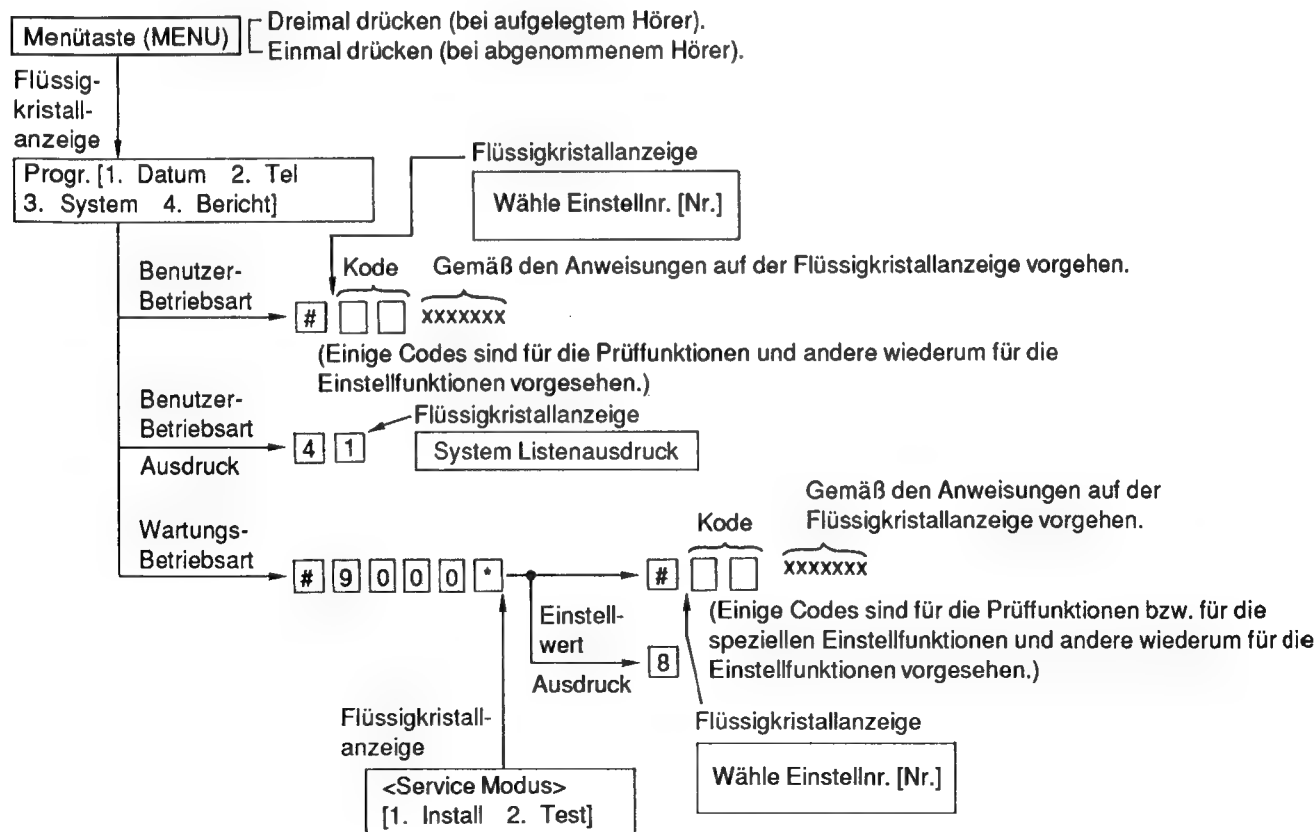 Menütaste (MENU)
Dreimal drücken (bei aufgelegtem Hörer).
Einmal drücken (bei abgenommenem Hörer).
Flüssig-
kristall-
anzeige
Progr. [1. Datum 2. Tel
3. System 4. Bericht]
Flüssigkristallanzeige
Wähle Einstellnr. [Nr.]
Benutzer-
Betriebsart
Kode
Gemäß den Anweisungen auf der Flüssigkristallanzeige vorgehen.
# xxxxxxx
(Einige Codes sind für die Prüffunktionen und andere wiederum für die
Einstellfunktionen vorgesehen.)
Benutzer-
Betriebsart
Ausdruck
4 1
Flüssigkristallanzeige
System Listenausdruck
Wartungs-
Betriebsart
# 9 0 0 0 *
Kode
Gemäß den Anweisungen auf der
Flüssigkristallanzeige vorgehen.
# xxxxxxx
(Einige Codes sind für die Prüffunktionen bzw. für die
speziellen Einstellfunktionen und andere wiederum für die
Einstellfunktionen vorgesehen.)
Einstell-
wert
Ausdruck
8
Flüssigkristall-
anzeige
<Service Modus>
[1. Install 2. Test]
Flüssigkristallanzeige
Wähle Einstellnr. [Nr.]